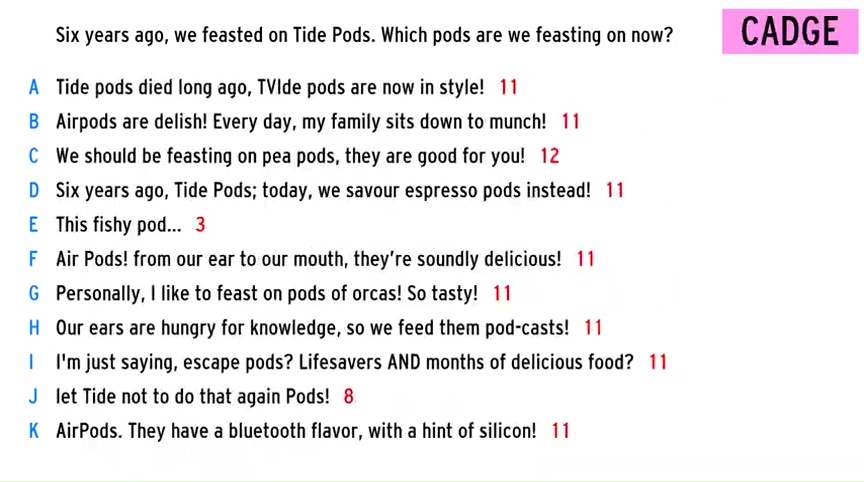 Six years ago, we feasted on Tide Pods. Which pods are we feasting on now?
CADGE
A Tide pods died long ago, TVIde pods are now in style! 11
B Airpods are delish! Every day, my family sits down to munch! 11
C We should be feasting on pea pods, they are good for you! 12
D Six years ago, Tide Pods; today, we savour espresso pods instead! 11
E This fishy pod... 3
F Air Pods! from our ear to our mouth, they're soundly delicious! 11
G Personally, I like to feast on pods of orcas! So tasty! 11
H Our ears are hungry for knowledge, so we feed them pod-casts! 11
I I'm just saying, escape pods? Lifesavers AND months of delicious food? 11
J let Tide not to do that again Pods! 8
K AirPods. They have a bluetooth flavor, with a hint of silicon! 11